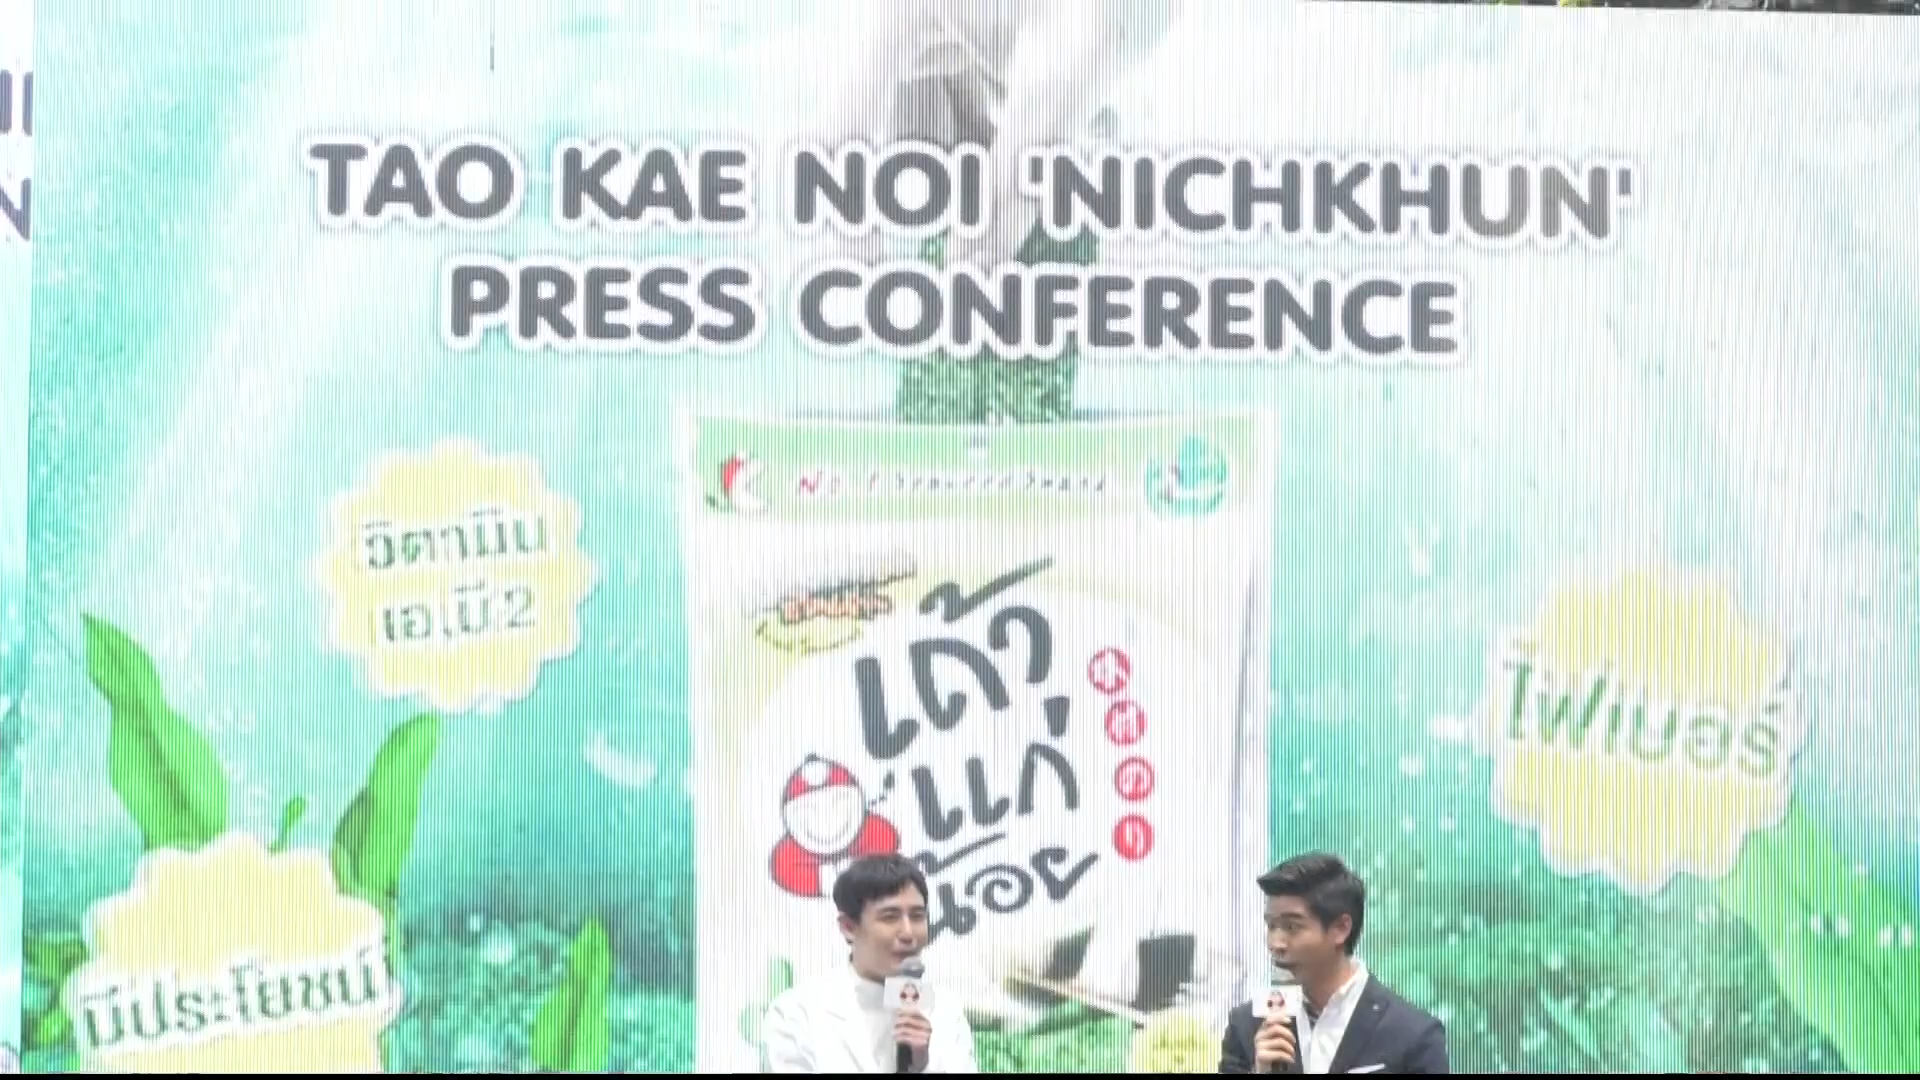 TAO KAE NOI 'NICHKHUN'
PRESS CONFERENCE
วิตามิน
เอ,บี2
ไฟเบอร์
เถ้า
แก่
น้อย
มีประโยชน์